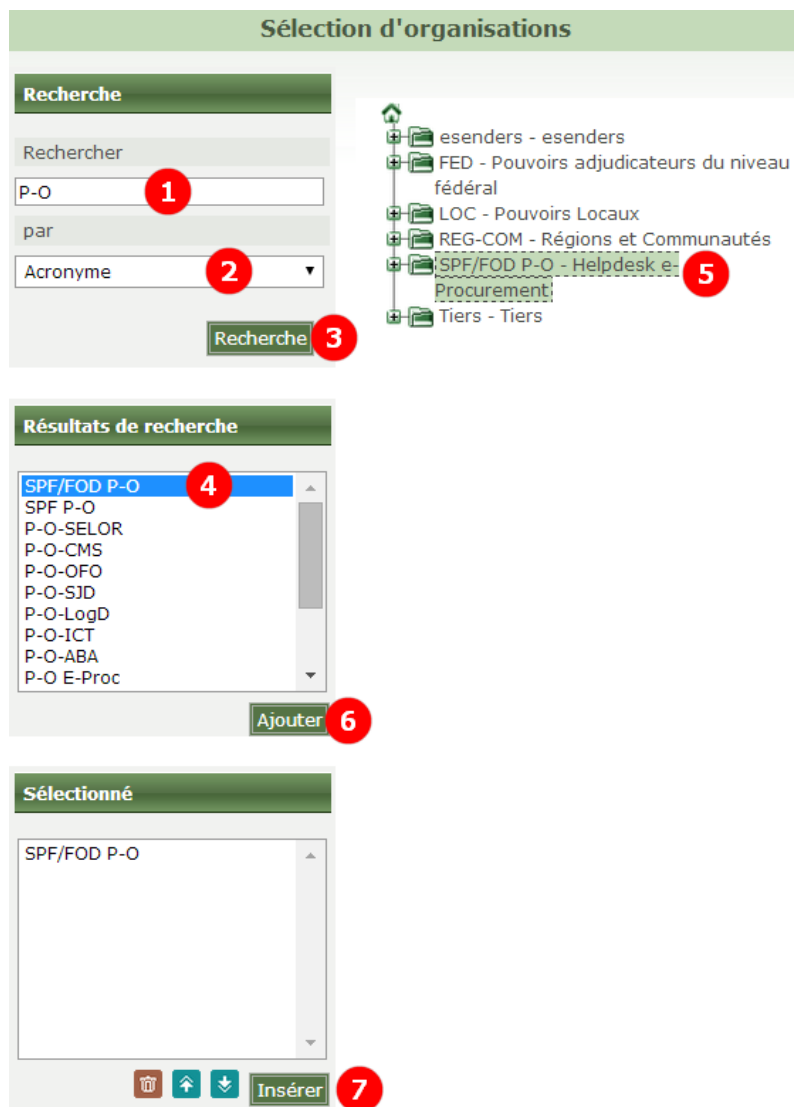 Sélection d'organisations
Recherche
Rechercher
P-O 1
par
Acronyme 2
Recherche 3
esenders - esenders
FED - Pouvoirs adjudicateurs du niveau
fédéral
LOC - Pouvoirs Locaux
REG-COM - Régions et Communautés
SPF/FOD P-O - Helpdesk e-
Procurement
5
Tiers - Tiers
Résultats de recherche
SPF/FOD P-O 4
SPF P-O
P-O-SELOR
P-O-CMS
P-O-OFO
P-O-SJD
P-O-LogD
P-O-ICT
P-O-ABA
P-O E-Proc
Ajouter 6
Sélectionné
SPF/FOD P-O
Insérer 7